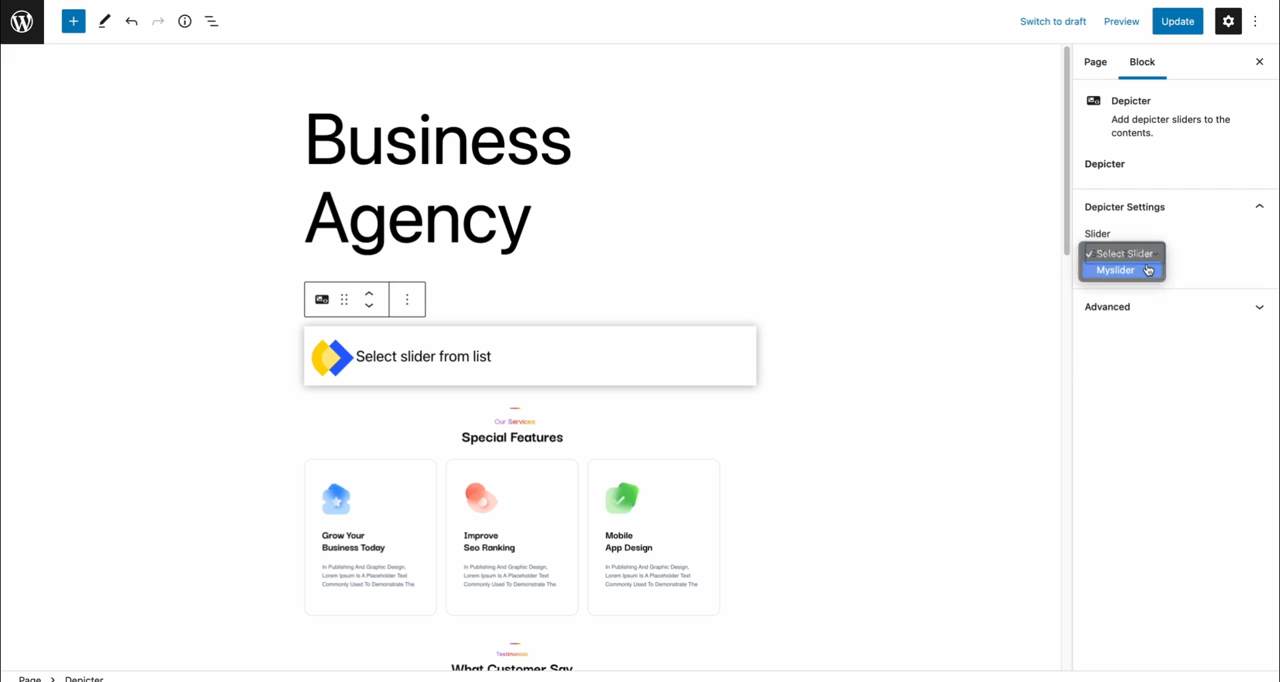 Switch to draft
Preview
Update
Page
Block
Depicter
Add depicter sliders to the
contents.
Depicter
Depicter Settings
Slider
✓ Select Slider
Myslider
Advanced
Business
Agency
Select slider from list
Our Services
Special Features
Grow Your
Business Today
In Publishing And Graphic Design,
Lorem Ipsum Is A Placeholder Text
Commonly Used To Demonstrate The
Improve
Seo Ranking
In Publishing And Graphic Design,
Lorem Ipsum Is A Placeholder Text
Commonly Used To Demonstrate The
Mobile
App Design
In Publishing And Graphic Design,
Lorem Ipsum Is A Placeholder Text
Commonly Used To Demonstrate The
Testimonials
What Customer Say
Page > Depicter